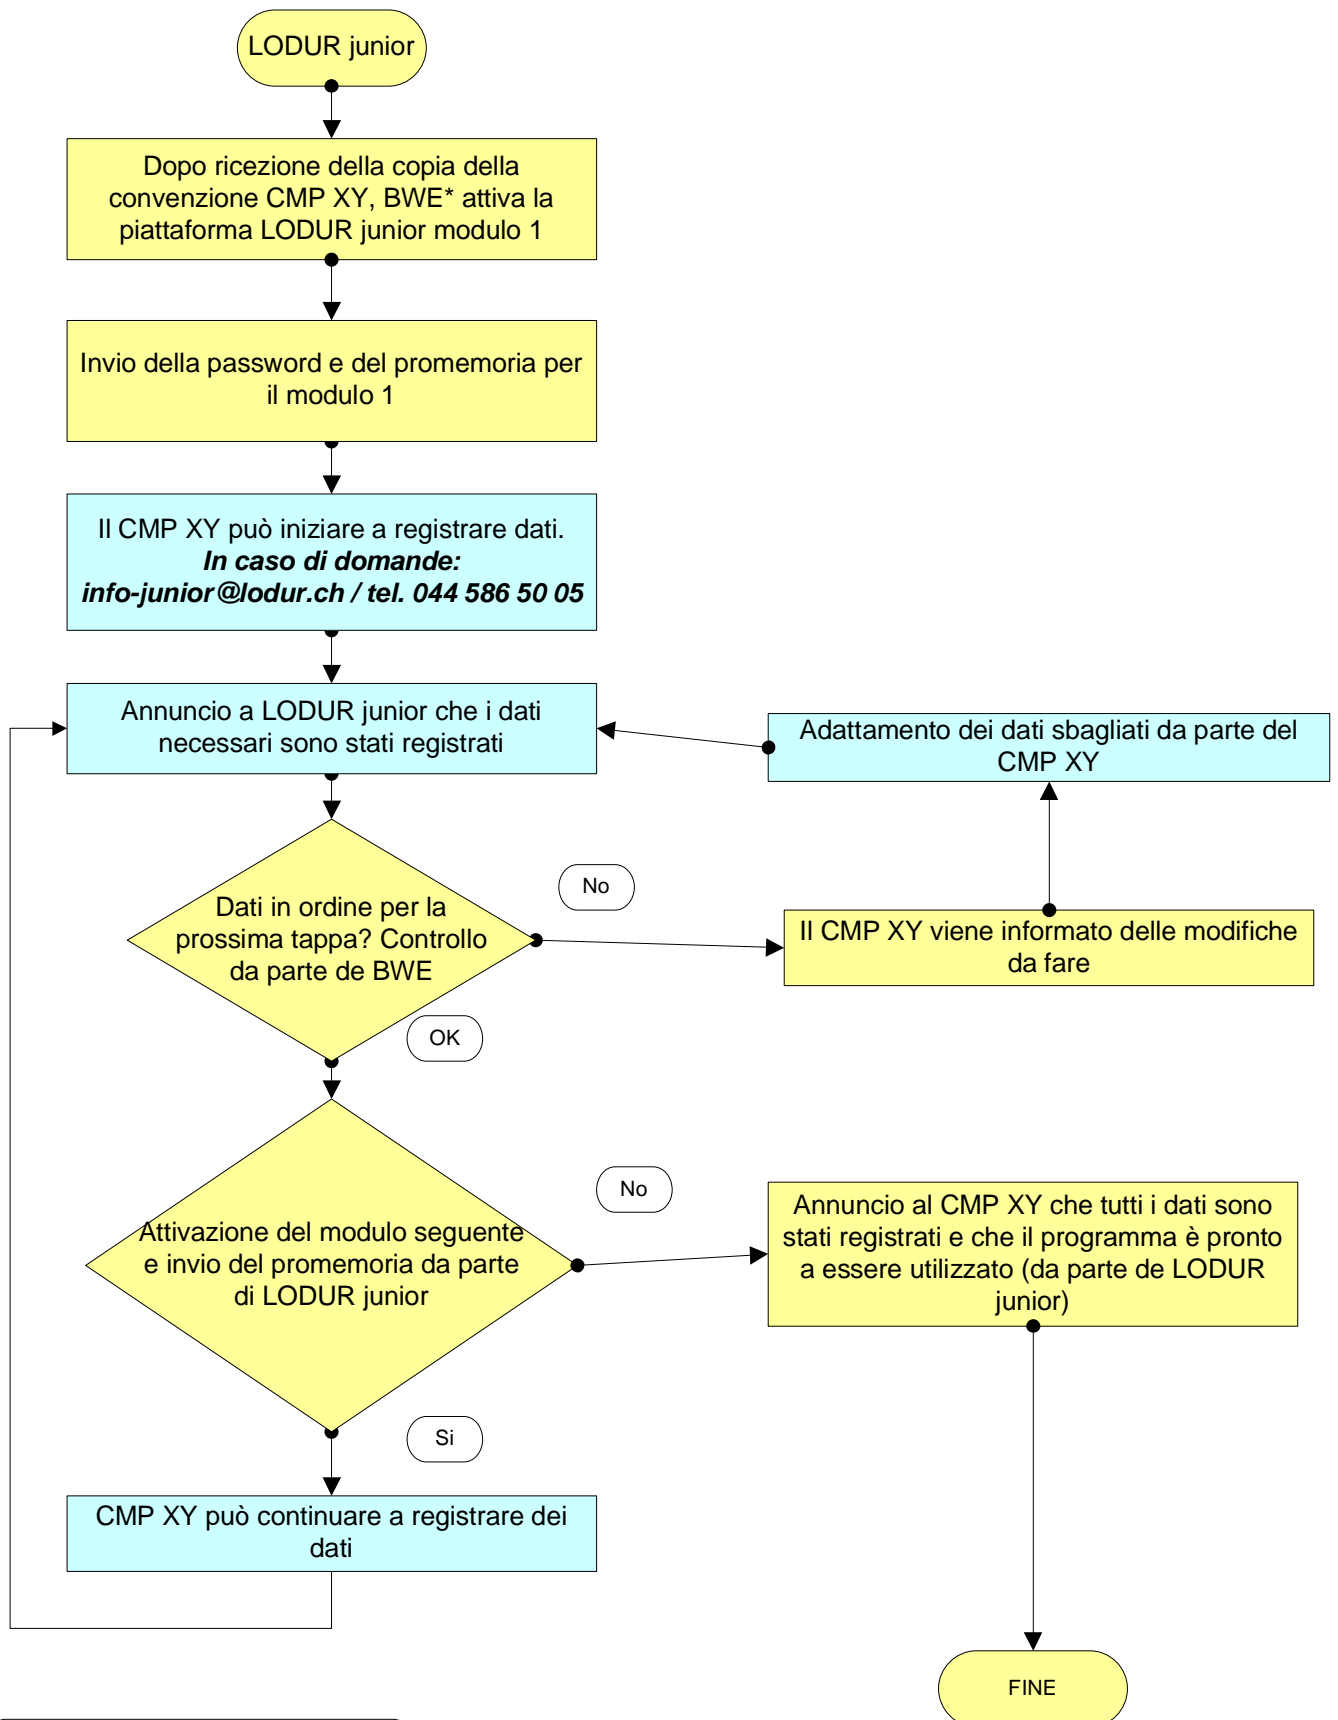 LODUR junior
Dopo ricezione della copia della
convenzione CMP XY, BWE* attiva la
piattaforma LODUR junior modulo 1
Invio della password e del promemoria per
il modulo 1
Il CMP XY può iniziare a registrare dati.
In caso di domande:
info-junior@lodur.ch / tel. 044 586 50 05
Annuncio a LODUR junior che i dati
necessari sono stati registrati
Adattamento dei dati sbagliati da parte del
CMP XY
Dati in ordine per la
prossima tappa? Controllo
da parte de BWE
No
Il CMP XY viene informato delle modifiche
da fare
OK
Attivazione del modulo seguente
e invio del promemoria da parte
di LODUR junior
No
Annuncio al CMP XY che tutti i dati sono
stati registrati e che il programma è pronto
a essere utilizzato (da parte de LODUR
junior)
Si
CMP XY può continuare a registrare dei
dati
FINE